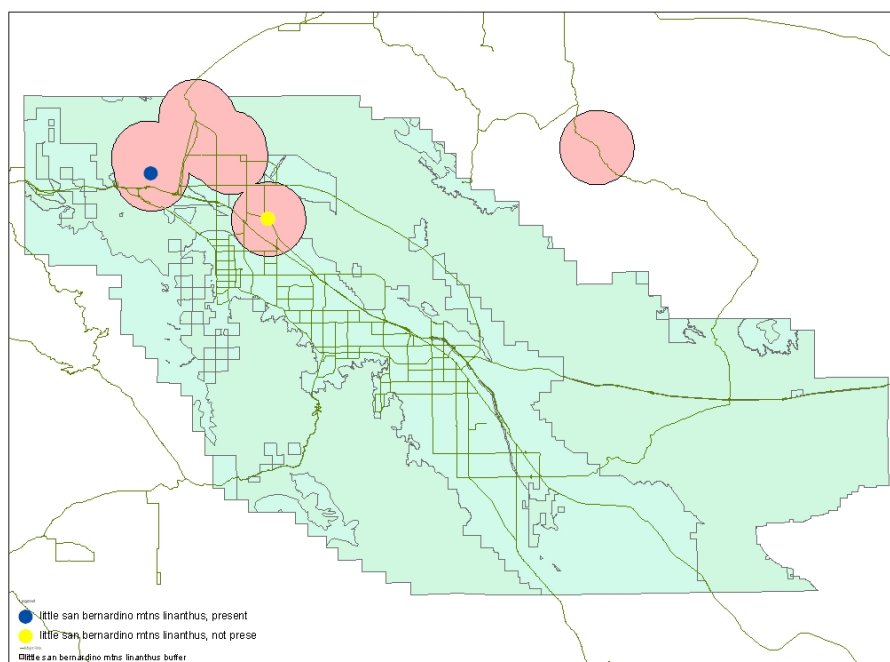 little san bernardino mtns linanthus, present
little san bernardino mtns linanthus, not prese
little san bernardino mtns linanthus buffer